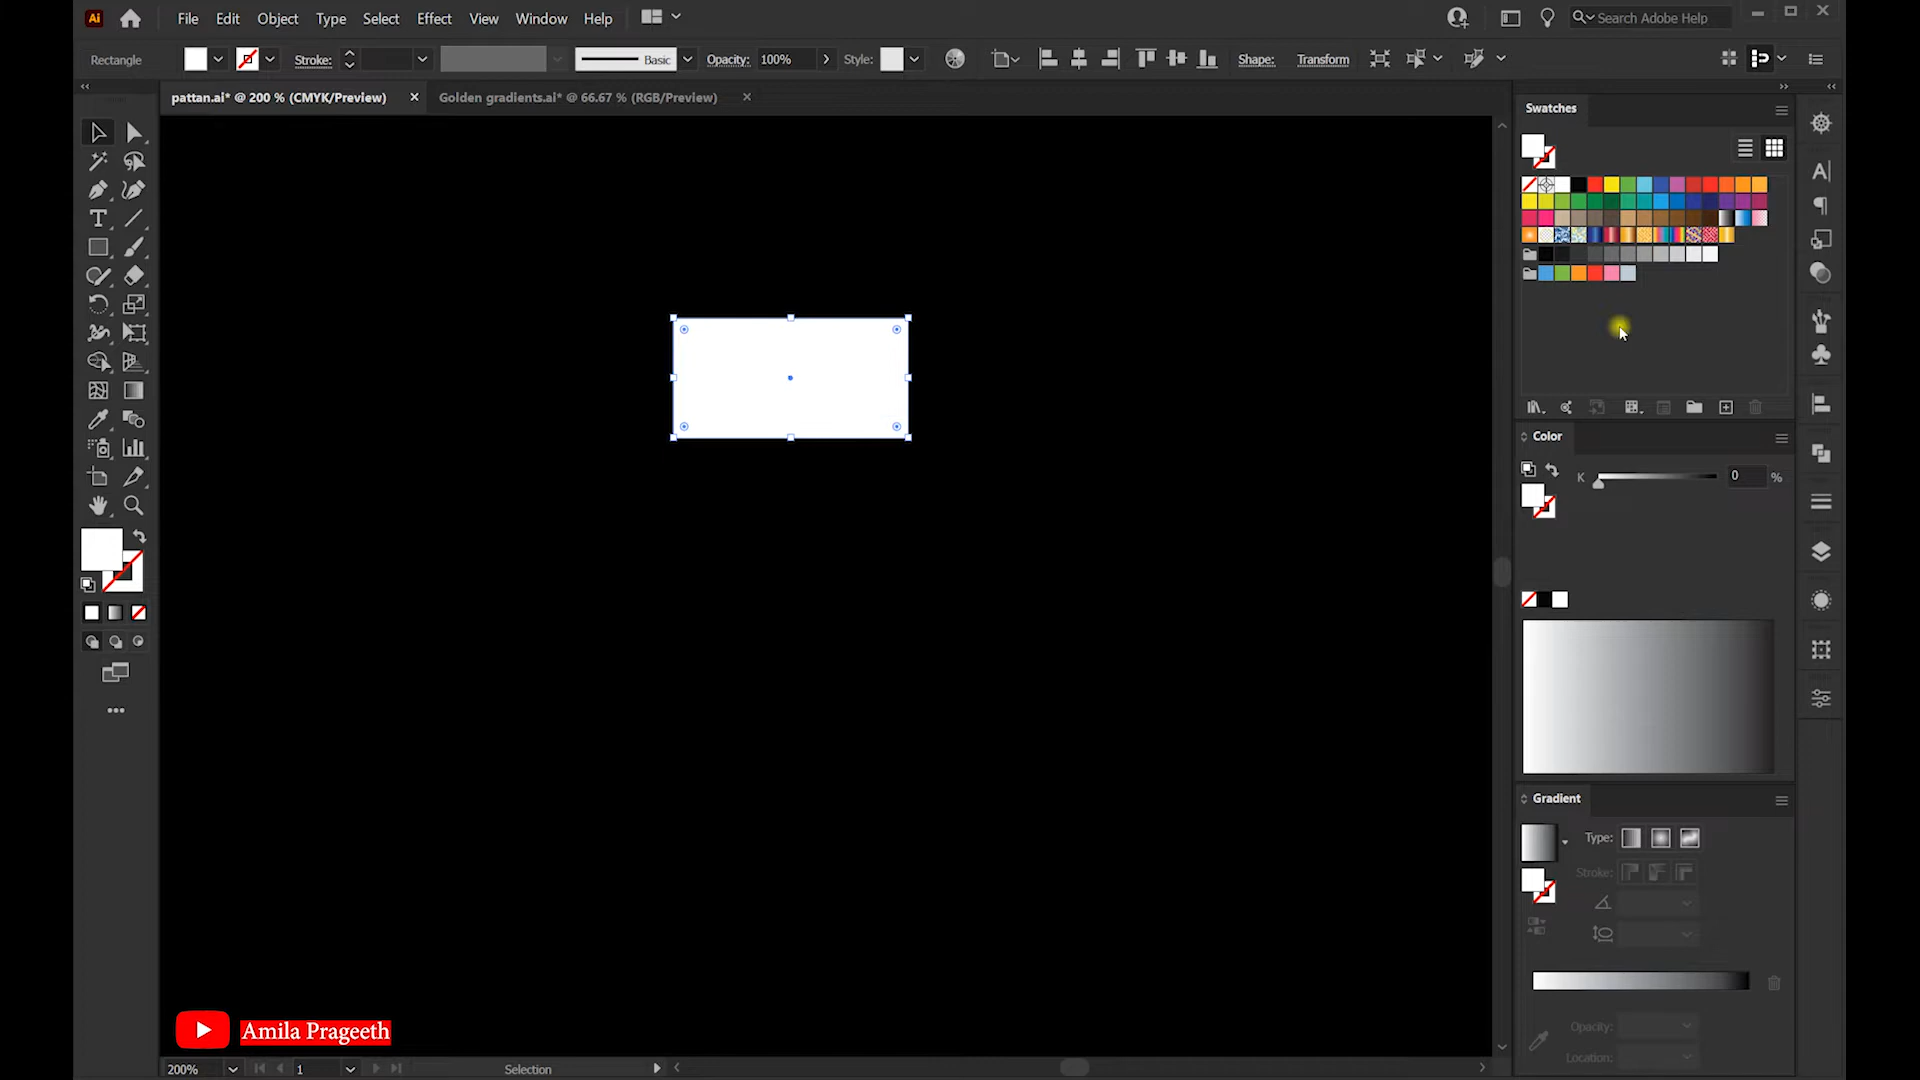 Ai File Edit Object Type Select Effect View Window Help Search Adobe Help
Rectangle Stroke: Basic Opacity: 100% Style: Shape: Transform
pattan.ai* @ 200 % (CMYK/Preview) Golden gradients.ai* @ 66.67 % (RGB/Preview)
Swatches
Color
K 0 %
Gradient
Type:
Stroke:
Opacity:
Location:
Amila Prageeth
200% 1 Selection